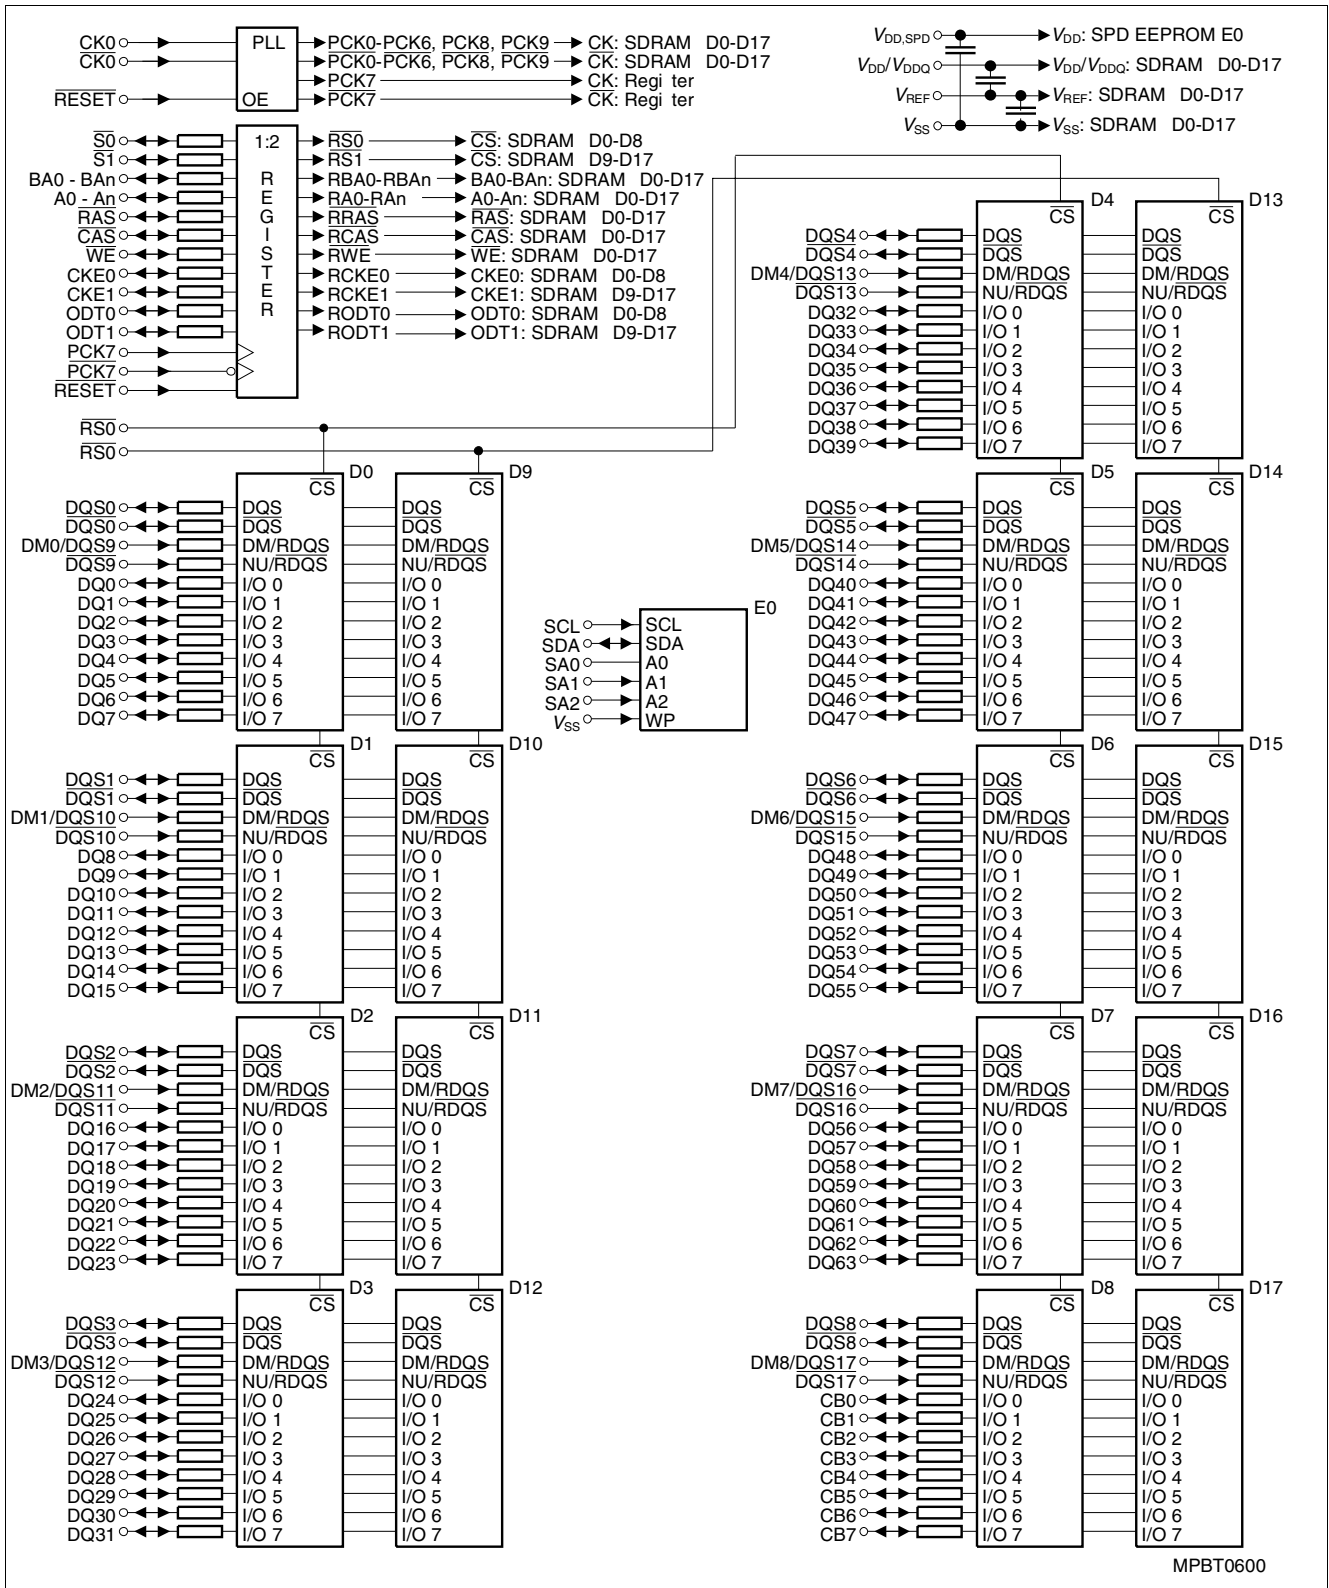 CK0 PLL PCK0-PCK6, PCK8, PCK9 CK: SDRAM D0-D17
CK0 PCK0-PCK6, PCK8, PCK9 CK: SDRAM D0-D17
PCK7 CK: Regi ter
RESET OE PCK7 CK: Regi ter
VDD,SPD VDD: SPD EEPROM E0
VDD/VDDQ VDD/VDDQ: SDRAM D0-D17
VREF VREF: SDRAM D0-D17
VSS VSS: SDRAM D0-D17
1:2
REGISTER
S0 RS0 CS: SDRAM D0-D8
S1 RS1 CS: SDRAM D9-D17
BA0 - BAn RBA0-RBAn BA0-BAn: SDRAM D0-D17
A0 - An RA0-RAn A0-An: SDRAM D0-D17
RAS RRAS RAS: SDRAM D0-D17
CAS RCAS CAS: SDRAM D0-D17
WE RWE WE: SDRAM D0-D17
CKE0 RCKE0 CKE0: SDRAM D0-D8
CKE1 RCKE1 CKE1: SDRAM D9-D17
ODT0 RODT0 ODT0: SDRAM D0-D8
ODT1 RODT1 ODT1: SDRAM D9-D17
PCK7
PCK7
RESET
RS0
RS0
D0 D9
CS CS
DQS0 DQS DQS
DQS0 DQS DQS
DM0/DQS9 DM/RDQS DM/RDQS
DQS9 NU/RDQS NU/RDQS
DQ0 I/O 0 I/O 0
DQ1 I/O 1 I/O 1
DQ2 I/O 2 I/O 2
DQ3 I/O 3 I/O 3
DQ4 I/O 4 I/O 4
DQ5 I/O 5 I/O 5
DQ6 I/O 6 I/O 6
DQ7 I/O 7 I/O 7
D1 D10
CS CS
DQS1 DQS DQS
DQS1 DQS DQS
DM1/DQS10 DM/RDQS DM/RDQS
DQS10 NU/RDQS NU/RDQS
DQ8 I/O 0 I/O 0
DQ9 I/O 1 I/O 1
DQ10 I/O 2 I/O 2
DQ11 I/O 3 I/O 3
DQ12 I/O 4 I/O 4
DQ13 I/O 5 I/O 5
DQ14 I/O 6 I/O 6
DQ15 I/O 7 I/O 7
D2 D11
CS CS
DQS2 DQS DQS
DQS2 DQS DQS
DM2/DQS11 DM/RDQS DM/RDQS
DQS11 NU/RDQS NU/RDQS
DQ16 I/O 0 I/O 0
DQ17 I/O 1 I/O 1
DQ18 I/O 2 I/O 2
DQ19 I/O 3 I/O 3
DQ20 I/O 4 I/O 4
DQ21 I/O 5 I/O 5
DQ22 I/O 6 I/O 6
DQ23 I/O 7 I/O 7
D3 D12
CS CS
DQS3 DQS DQS
DQS3 DQS DQS
DM3/DQS12 DM/RDQS DM/RDQS
DQS12 NU/RDQS NU/RDQS
DQ24 I/O 0 I/O 0
DQ25 I/O 1 I/O 1
DQ26 I/O 2 I/O 2
DQ27 I/O 3 I/O 3
DQ28 I/O 4 I/O 4
DQ29 I/O 5 I/O 5
DQ30 I/O 6 I/O 6
DQ31 I/O 7 I/O 7
E0
SCL SCL
SDA SDA
SA0 A0
SA1 A1
SA2 A2
VSS WP
D4 D13
CS CS
DQS4 DQS DQS
DQS4 DQS DQS
DM4/DQS13 DM/RDQS DM/RDQS
DQS13 NU/RDQS NU/RDQS
DQ32 I/O 0 I/O 0
DQ33 I/O 1 I/O 1
DQ34 I/O 2 I/O 2
DQ35 I/O 3 I/O 3
DQ36 I/O 4 I/O 4
DQ37 I/O 5 I/O 5
DQ38 I/O 6 I/O 6
DQ39 I/O 7 I/O 7
D5 D14
CS CS
DQS5 DQS DQS
DQS5 DQS DQS
DM5/DQS14 DM/RDQS DM/RDQS
DQS14 NU/RDQS NU/RDQS
DQ40 I/O 0 I/O 0
DQ41 I/O 1 I/O 1
DQ42 I/O 2 I/O 2
DQ43 I/O 3 I/O 3
DQ44 I/O 4 I/O 4
DQ45 I/O 5 I/O 5
DQ46 I/O 6 I/O 6
DQ47 I/O 7 I/O 7
D6 D15
CS CS
DQS6 DQS DQS
DQS6 DQS DQS
DM6/DQS15 DM/RDQS DM/RDQS
DQS15 NU/RDQS NU/RDQS
DQ48 I/O 0 I/O 0
DQ49 I/O 1 I/O 1
DQ50 I/O 2 I/O 2
DQ51 I/O 3 I/O 3
DQ52 I/O 4 I/O 4
DQ53 I/O 5 I/O 5
DQ54 I/O 6 I/O 6
DQ55 I/O 7 I/O 7
D7 D16
CS CS
DQS7 DQS DQS
DQS7 DQS DQS
DM7/DQS16 DM/RDQS DM/RDQS
DQS16 NU/RDQS NU/RDQS
DQ56 I/O 0 I/O 0
DQ57 I/O 1 I/O 1
DQ58 I/O 2 I/O 2
DQ59 I/O 3 I/O 3
DQ60 I/O 4 I/O 4
DQ61 I/O 5 I/O 5
DQ62 I/O 6 I/O 6
DQ63 I/O 7 I/O 7
D8 D17
CS CS
DQS8 DQS DQS
DQS8 DQS DQS
DM8/DQS17 DM/RDQS DM/RDQS
DQS17 NU/RDQS NU/RDQS
CB0 I/O 0 I/O 0
CB1 I/O 1 I/O 1
CB2 I/O 2 I/O 2
CB3 I/O 3 I/O 3
CB4 I/O 4 I/O 4
CB5 I/O 5 I/O 5
CB6 I/O 6 I/O 6
CB7 I/O 7 I/O 7
MPBT0600